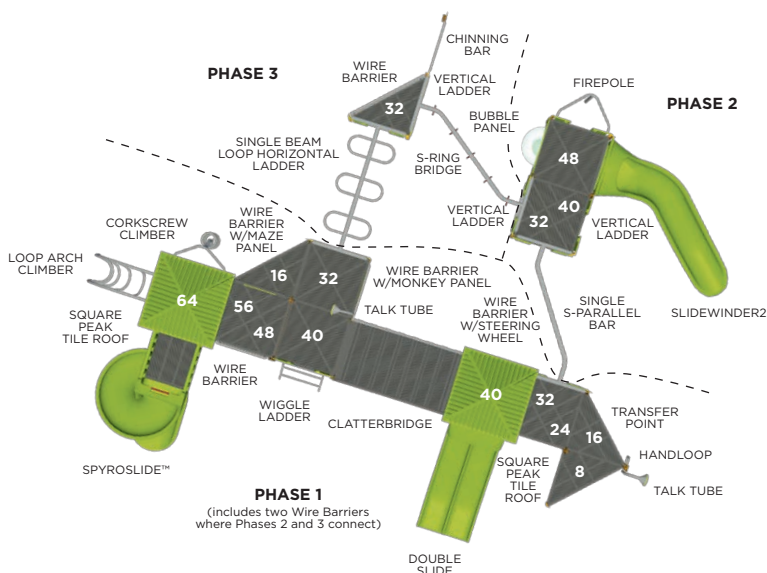 CHINNING
BAR
WIRE
BARRIER
PHASE 3
VERTICAL
LADDER
FIREPOLE
PHASE 2
32
BUBBLE
PANEL
SINGLE BEAM
LOOP HORIZONTAL
LADDER
S-RING
BRIDGE
48
40
32
VERTICAL
LADDER
VERTICAL
LADDER
CORKSCREW
CLIMBER
WIRE
BARRIER
W/MAZE
PANEL
LOOP ARCH
CLIMBER
16
32
WIRE BARRIER
W/MONKEY PANEL
64
56
TALK TUBE
WIRE
BARRIER
W/STEERING
WHEEL
SINGLE
S-PARALLEL
BAR
SLIDEWINDER2
SQUARE
PEAK
TILE ROOF
48
40
WIRE
BARRIER
WIGGLE
LADDER
CLATTERBRIDGE
40
32
24
16
8
TRANSFER
POINT
HANDLOOP
TALK TUBE
SQUARE
PEAK
TILE
ROOF
SPYROSLIDE™
PHASE 1
(includes two Wire Barriers
where Phases 2 and 3 connect)
DOUBLE
SLIDE